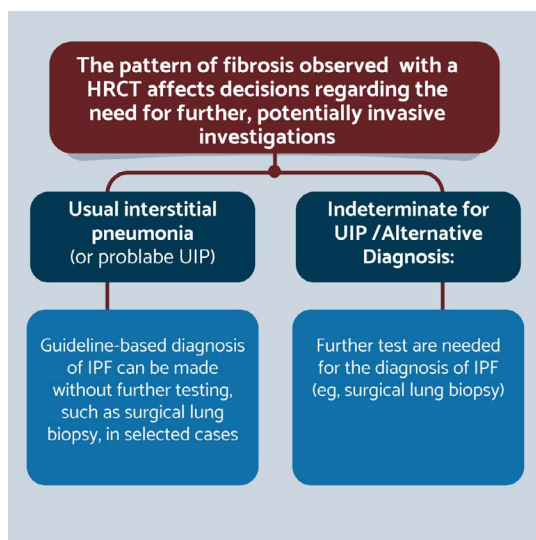 The pattern of fibrosis observed with a
HRCT affects decisions regarding the
need for further, potentially invasive
investigations
Usual interstitial
pneumonia
(or problabe UIP)
Indeterminate for
UIP /Alternative
Diagnosis:
Guideline-based diagnosis
of IPF can be made
without further testing,
such as surgical lung
biopsy, in selected cases
Further test are needed
for the diagnosis of IPF
(eg, surgical lung biopsy)